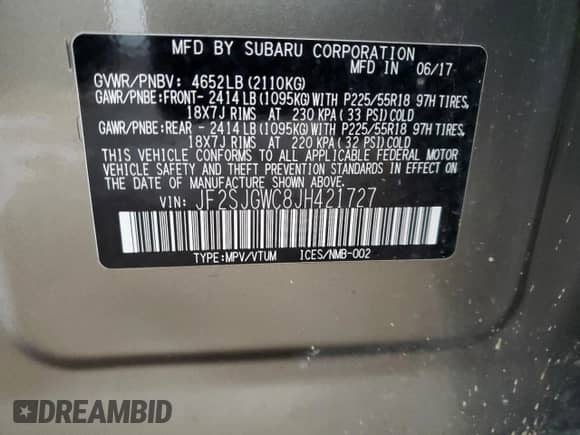 MFD BY SUBARU CORPORATION
MFD IN 06/17
GVWR/PNBV: 4652LB (2110KG)
GAWR/PNBE:FRONT- 2414LB (1095KG) WITH P225/55R18 97H TIRES,
18X7J RIMS AT 230 KPA ( 33 PSI) COLD
GAWR/PNBE:REAR - 2414LB (1095KG) WITH P225/55R18 97H TIRES,
18X7J RIMS AT 220 KPA ( 32 PSI) COLD
THIS VEHICLE CONFORMS TO ALL APPLICABLE FEDERAL MOTOR
VEHICLE SAFETY AND THEFT PREVENTION STANDARDS IN EFFECT ON
THE DATE OF MANUFACTURE SHOWN ABOVE.
VIN: JF2SJGWC8JH421727
TYPE:MPV/VTUM ICES/NMB-002
DREAMBID